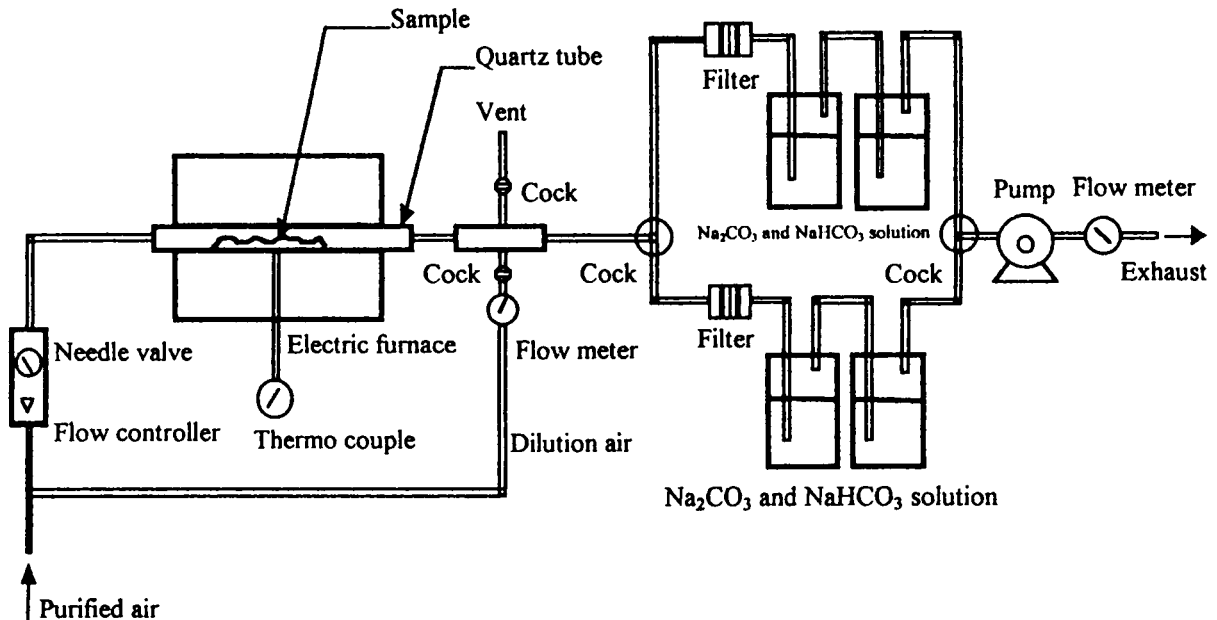 Sample
Quartz tube
Vent
Cock
Filter
Na₂CO₃ and NaHCO₃ solution
Pump
Flow meter
Cock
Cock
Cock
Exhaust
Needle valve
Electric furnace
Flow meter
Filter
Flow controller
Thermo couple
Dilution air
Na₂CO₃ and NaHCO₃ solution
Purified air